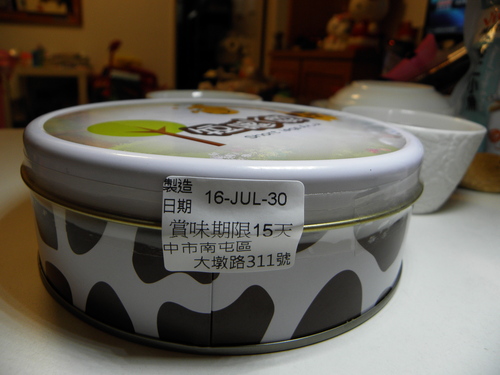 製造
日期 16-JUL-30
賞味期限15天
中市南屯區
大墩路311號